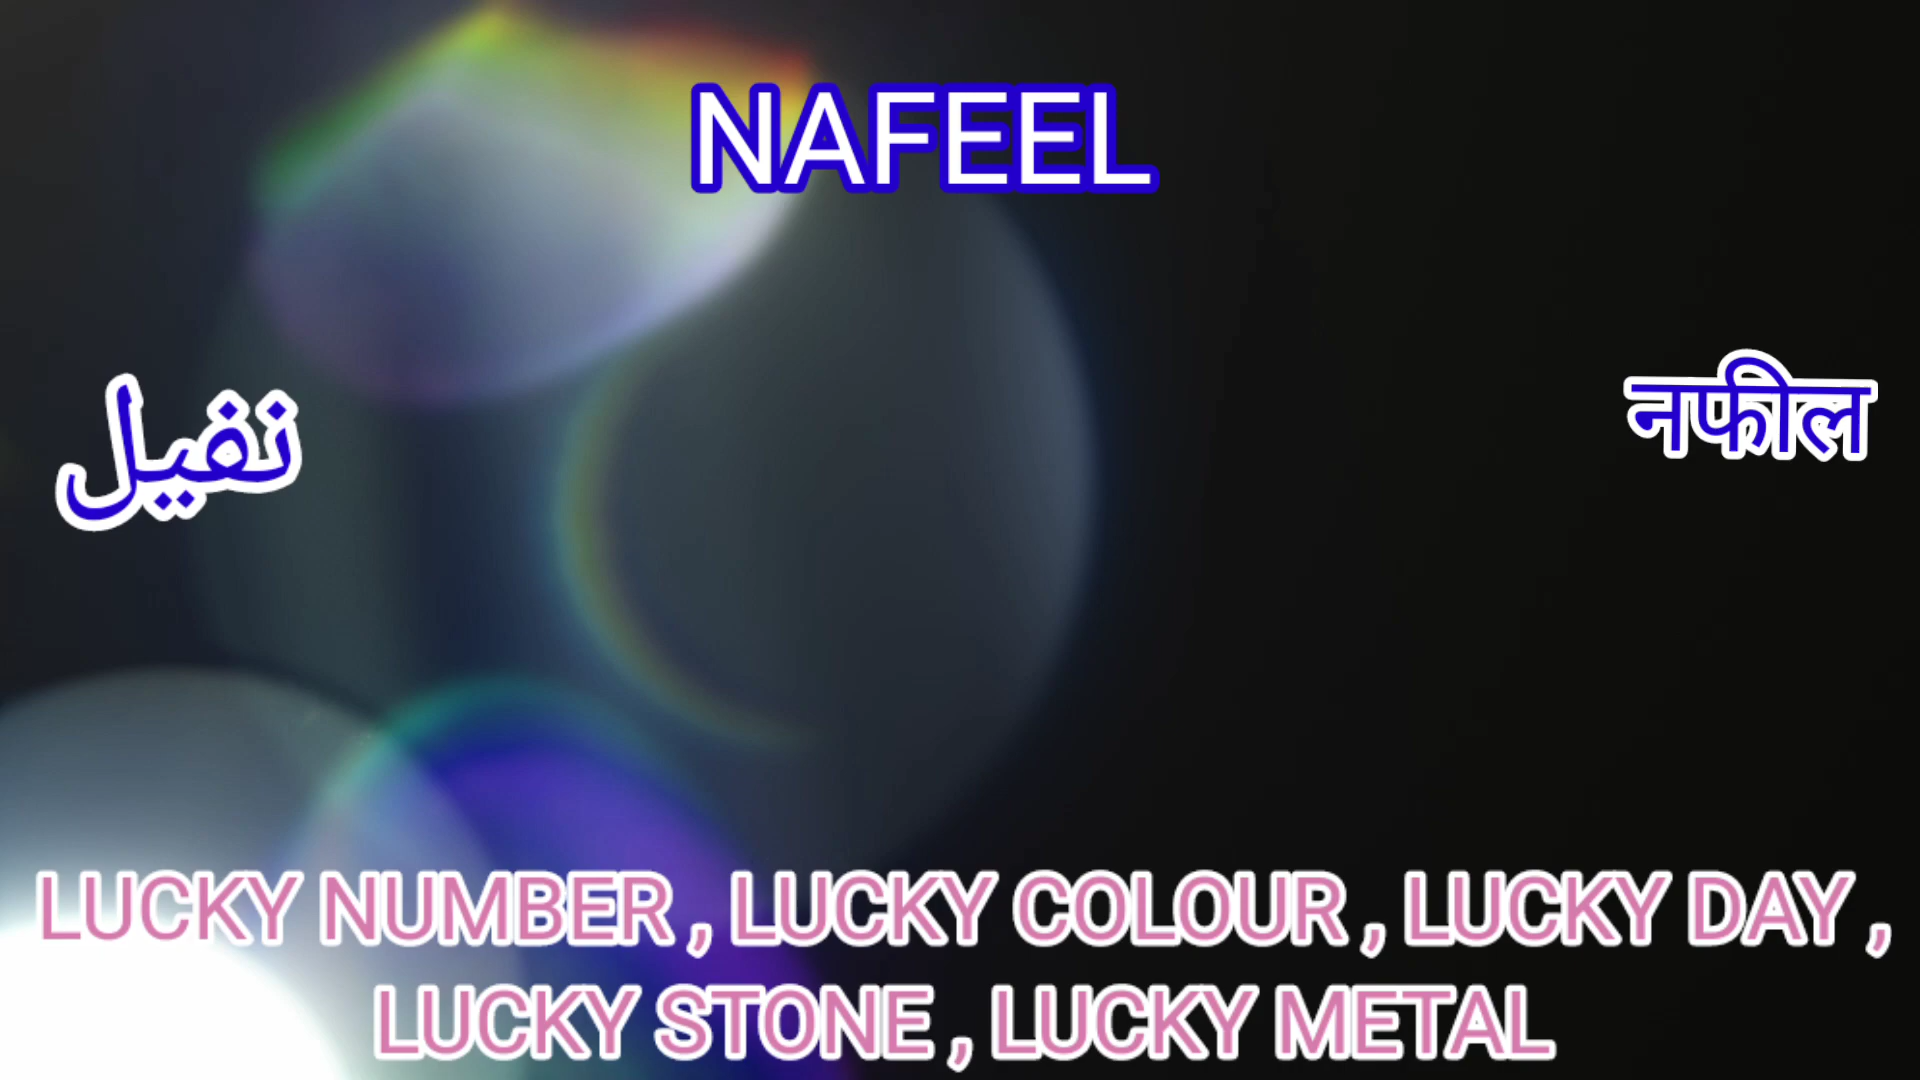 NAFEEL
نفیل
नफील
LUCKY NUMBER , LUCKY COLOUR , LUCKY DAY ,
LUCKY STONE , LUCKY METAL